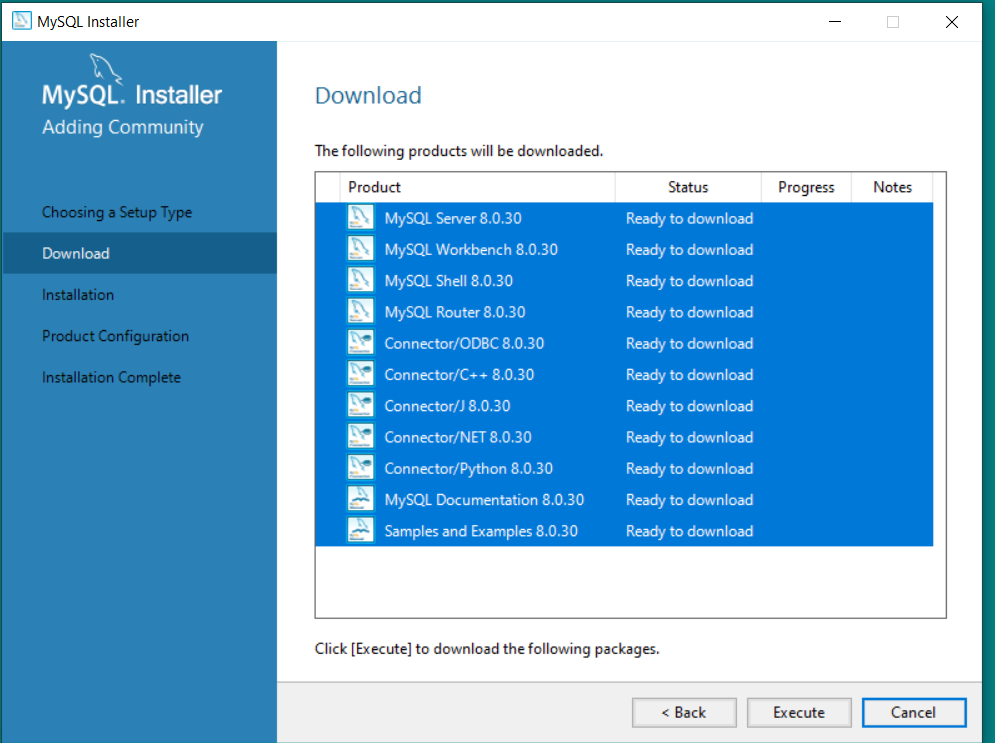 MySQL Installer
MySQL. Installer
Adding Community
Choosing a Setup Type
Download
Installation
Product Configuration
Installation Complete
Download
The following products will be downloaded.
Product Status Progress Notes
MySQL Server 8.0.30 Ready to download
MySQL Workbench 8.0.30 Ready to download
MySQL Shell 8.0.30 Ready to download
MySQL Router 8.0.30 Ready to download
Connector/ODBC 8.0.30 Ready to download
Connector/C++ 8.0.30 Ready to download
Connector/J 8.0.30 Ready to download
Connector/NET 8.0.30 Ready to download
Connector/Python 8.0.30 Ready to download
MySQL Documentation 8.0.30 Ready to download
Samples and Examples 8.0.30 Ready to download
Click [Execute] to download the following packages.
< Back Execute Cancel